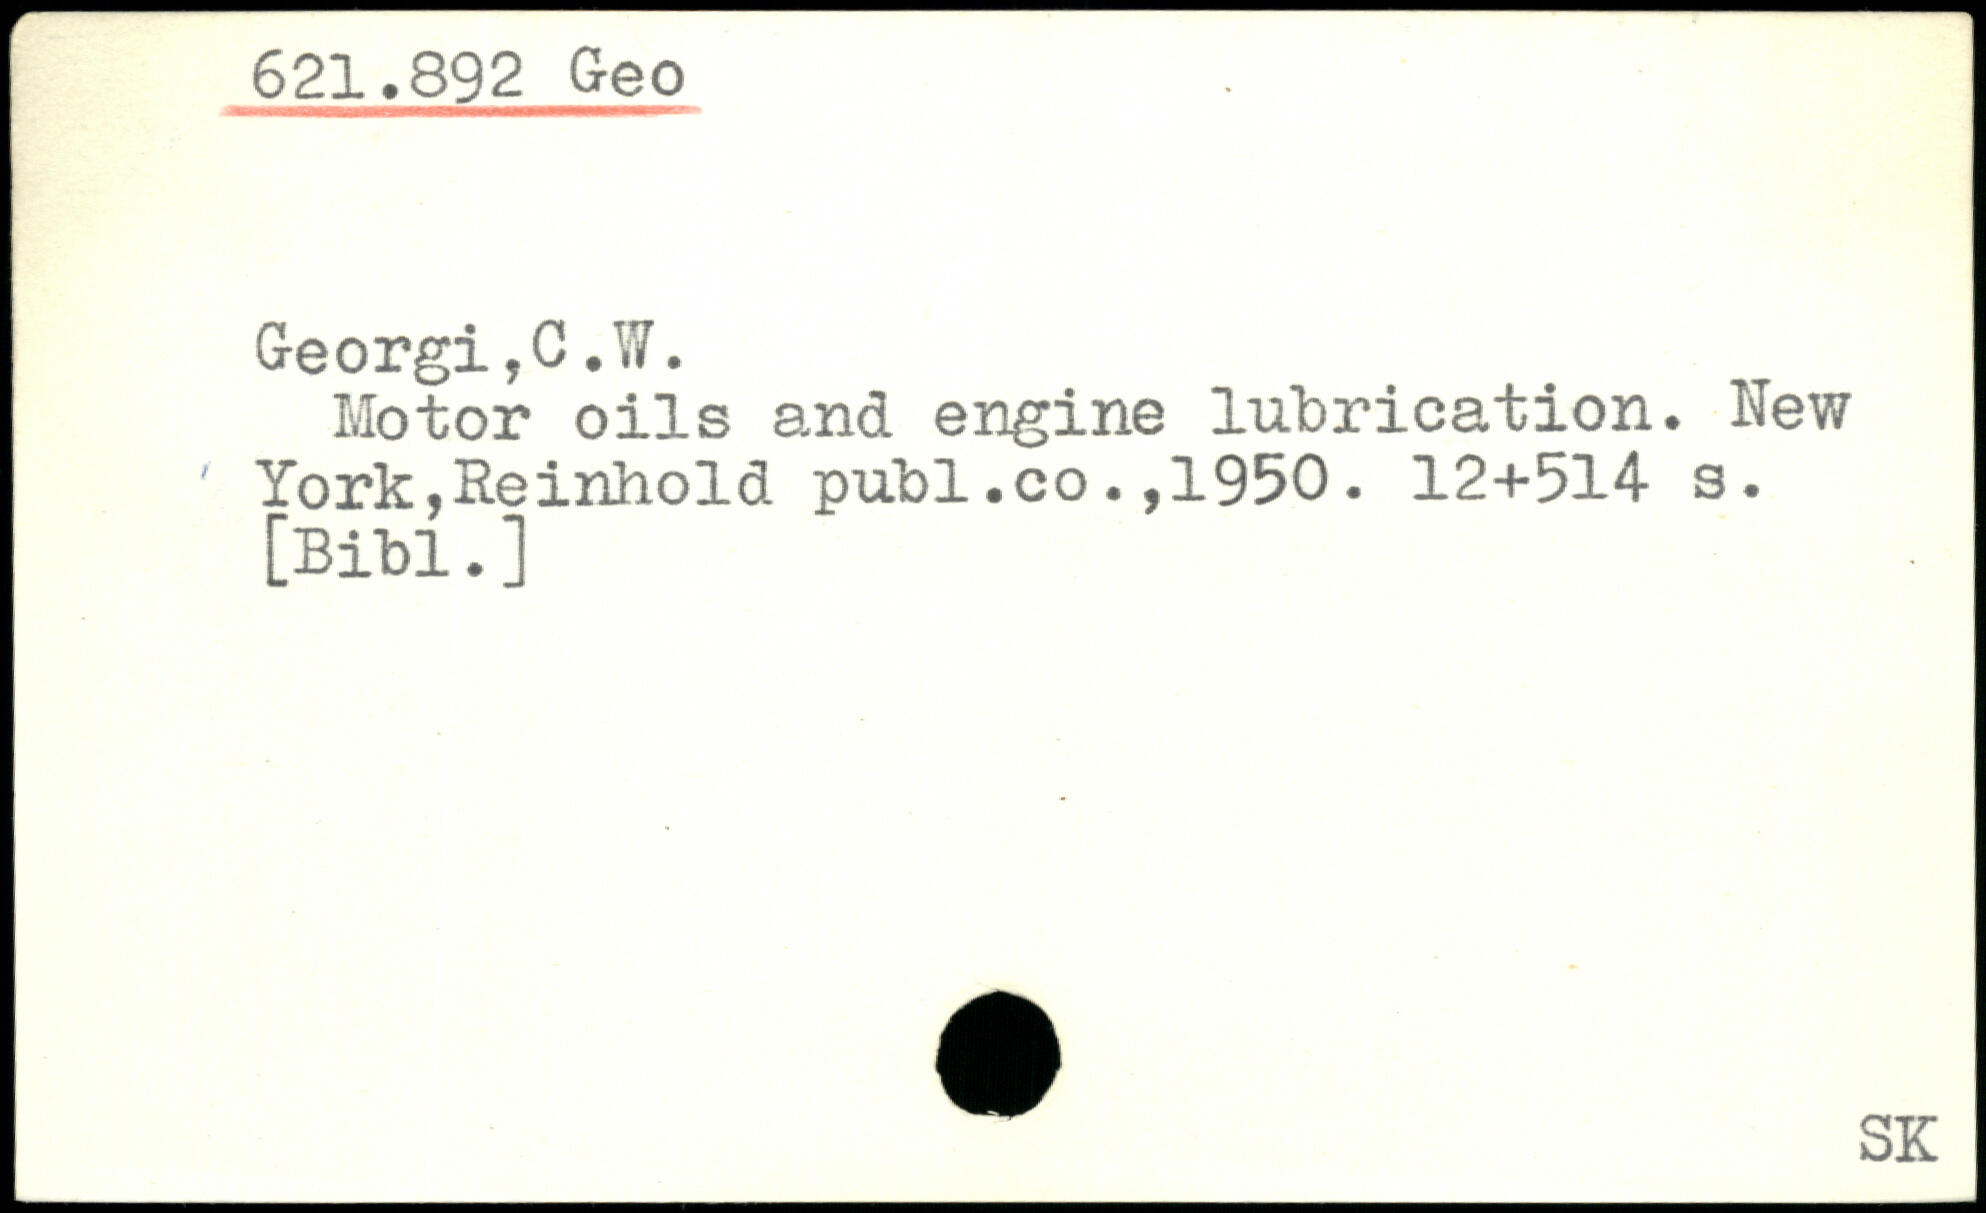 621.892 Geo
Georgi,C.W.
Motor oils and engine lubrication. New
York,Reinhold publ.co.,1950. 12+514 s.
[Bibl.]
SK